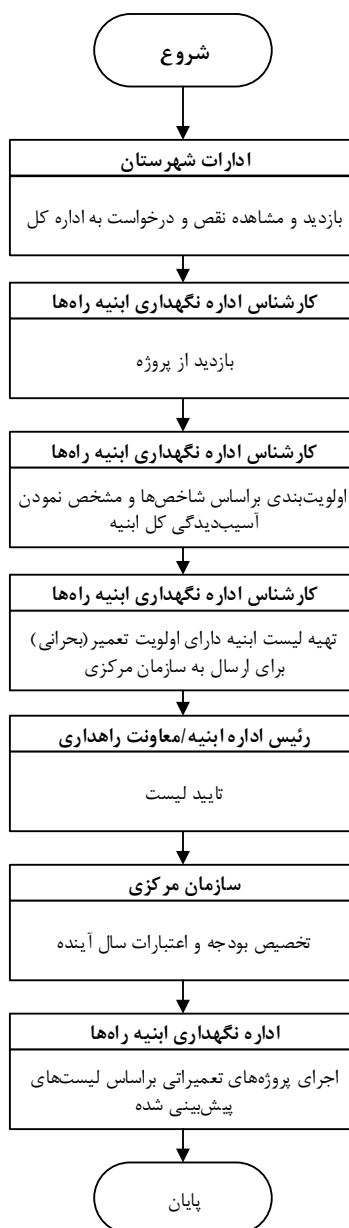 شروع
ادارات شهرستان
بازدید و مشاهده نقص و درخواست به اداره کل
کارشناس اداره نگهداری ابنیه راه‌ها
بازدید از پروژه
کارشناس اداره نگهداری ابنیه راه‌ها
اولویت‌بندی براساس شاخص‌ها و مشخص نمودن
آسیب‌دیدگی کل ابنیه
کارشناس اداره نگهداری ابنیه راه‌ها
تهیه لیست ابنیه دارای اولویت تعمیر(بحرانی)
برای ارسال به سازمان مرکزی
رئیس اداره ابنیه/معاونت راهداری
تایید لیست
سازمان مرکزی
تخصیص بودجه و اعتبارات سال آینده
اداره نگهداری ابنیه راه‌ها
اجرای پروژه‌های تعمیراتی براساس لیست‌های
پیش‌بینی شده
پایان